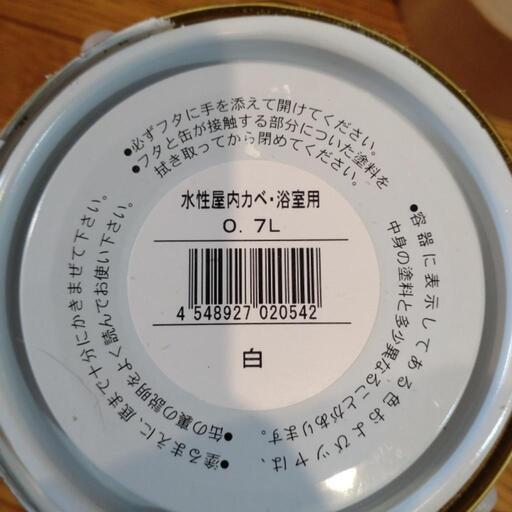 ●必ずフタに手を添えて開けてください。
●フタと缶が接触する部分についた塗料を
拭き取ってから閉めてください。
水性屋内カベ・浴室用
0. 7L
4 548927 020542
白
●容器に表示してある色およびツヤは、
中身の塗料と多少異なることがあります。
●塗るまえに、底まで十分にかきまぜて下さい。
●缶の裏の説明をよく読んでお使い下さい。